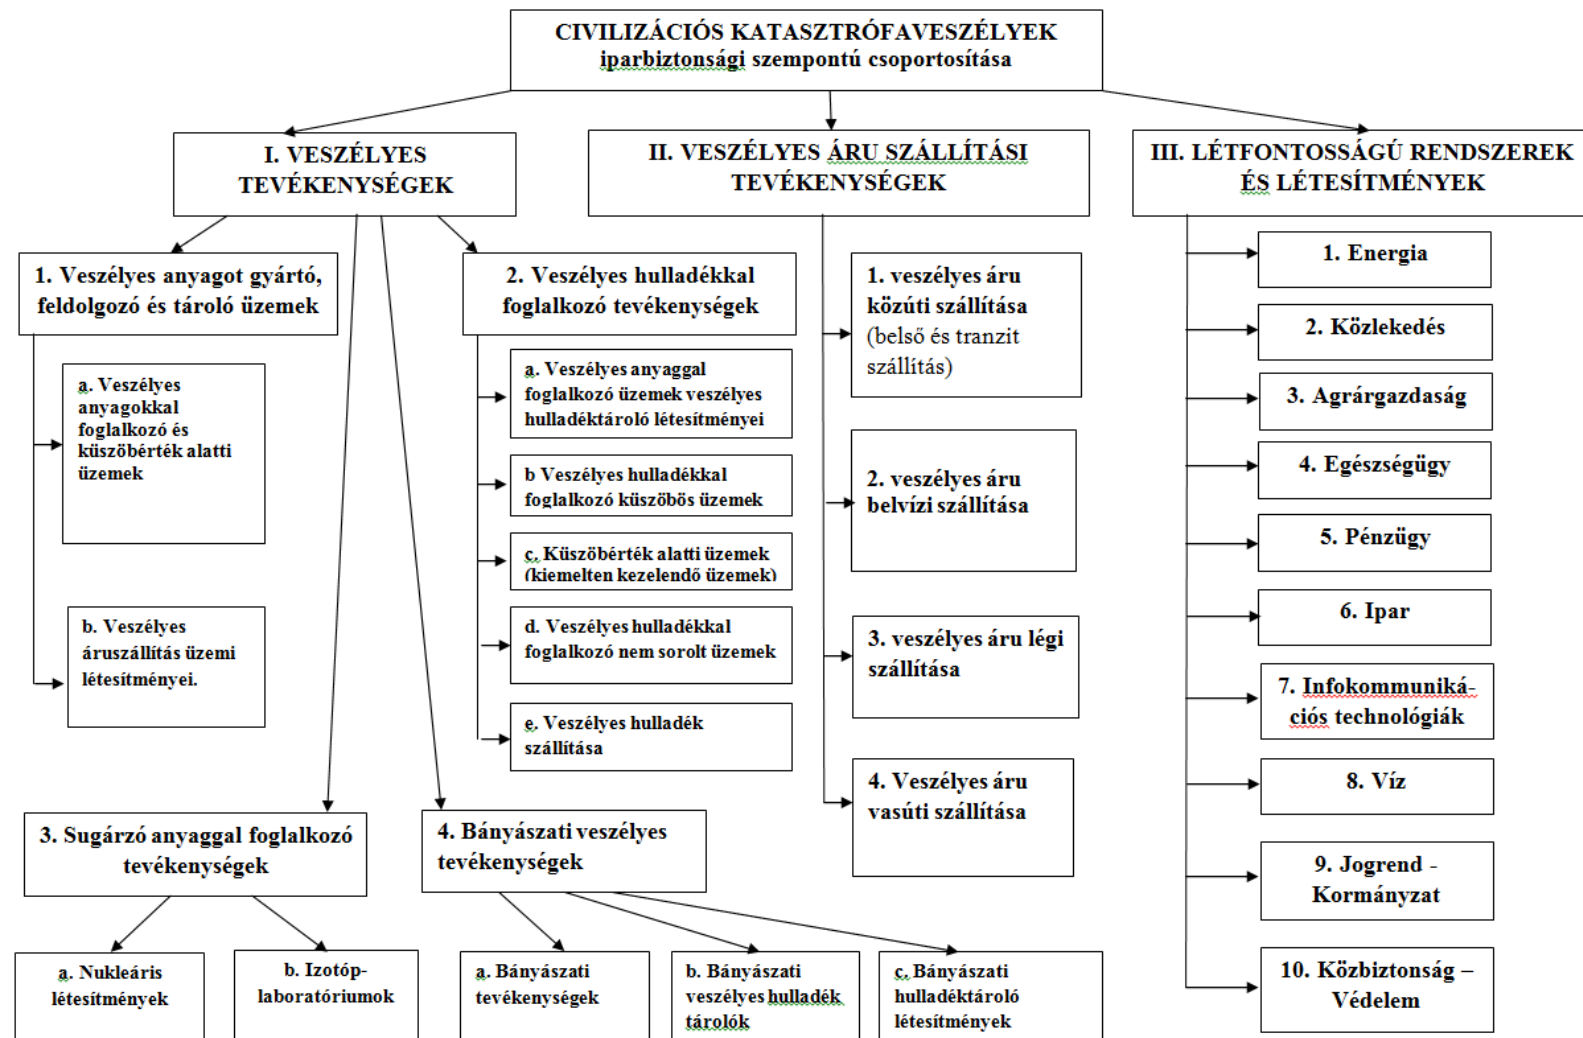 CIVILIZÁCIÓS KATASZTRÓFAVESZÉLYEK
iparbiztonsági szempontú csoportosítása
I. VESZÉLYES
TEVÉKENYSÉGEK
II. VESZÉLYES ÁRU SZÁLLÍTÁSI
TEVÉKENYSÉGEK
III. LÉTFONTOSSÁGÚ RENDSZEREK
ÉS LÉTESÍTMÉNYEK
1. Veszélyes anyagot gyártó,
feldolgozó és tároló üzemek
a. Veszélyes
anyagokkal
foglalkozó és
küszöbérték alatti
üzemek
b. Veszélyes
áruszállítás üzemi
létesítményei.
2. Veszélyes hulladékkal
foglalkozó tevékenységek
a. Veszélyes anyaggal
foglalkozó üzemek veszélyes
hulladéktároló létesítményei
b Veszélyes hulladékkal
foglalkozó küszöbös üzemek
c. Küszöbérték alatti üzemek
(kiemelten kezelendő üzemek)
d. Veszélyes hulladékkal
foglalkozó nem sorolt üzemek
e. Veszélyes hulladék
szállítása
3. Sugárzó anyaggal foglalkozó
tevékenységek
a. Nukleáris
létesítmények
b. Izotóp-
laboratóriumok
4. Bányászati veszélyes
tevékenységek
a. Bányászati
tevékenységek
b. Bányászati
veszélyes hulladék
tárolók
c. Bányászati
hulladéktároló
létesítmények
1. veszélyes áru
közúti szállítása
(belső és tranzit
szállítás)
2. veszélyes áru
belvízi szállítása
3. veszélyes áru légi
szállítása
4. Veszélyes áru
vasúti szállítása
1. Energia
2. Közlekedés
3. Agrárgazdaság
4. Egészségügy
5. Pénzügy
6. Ipar
7. Infokommuniká-
ciós technológiák
8. Víz
9. Jogrend -
Kormányzat
10. Közbiztonság –
Védelem